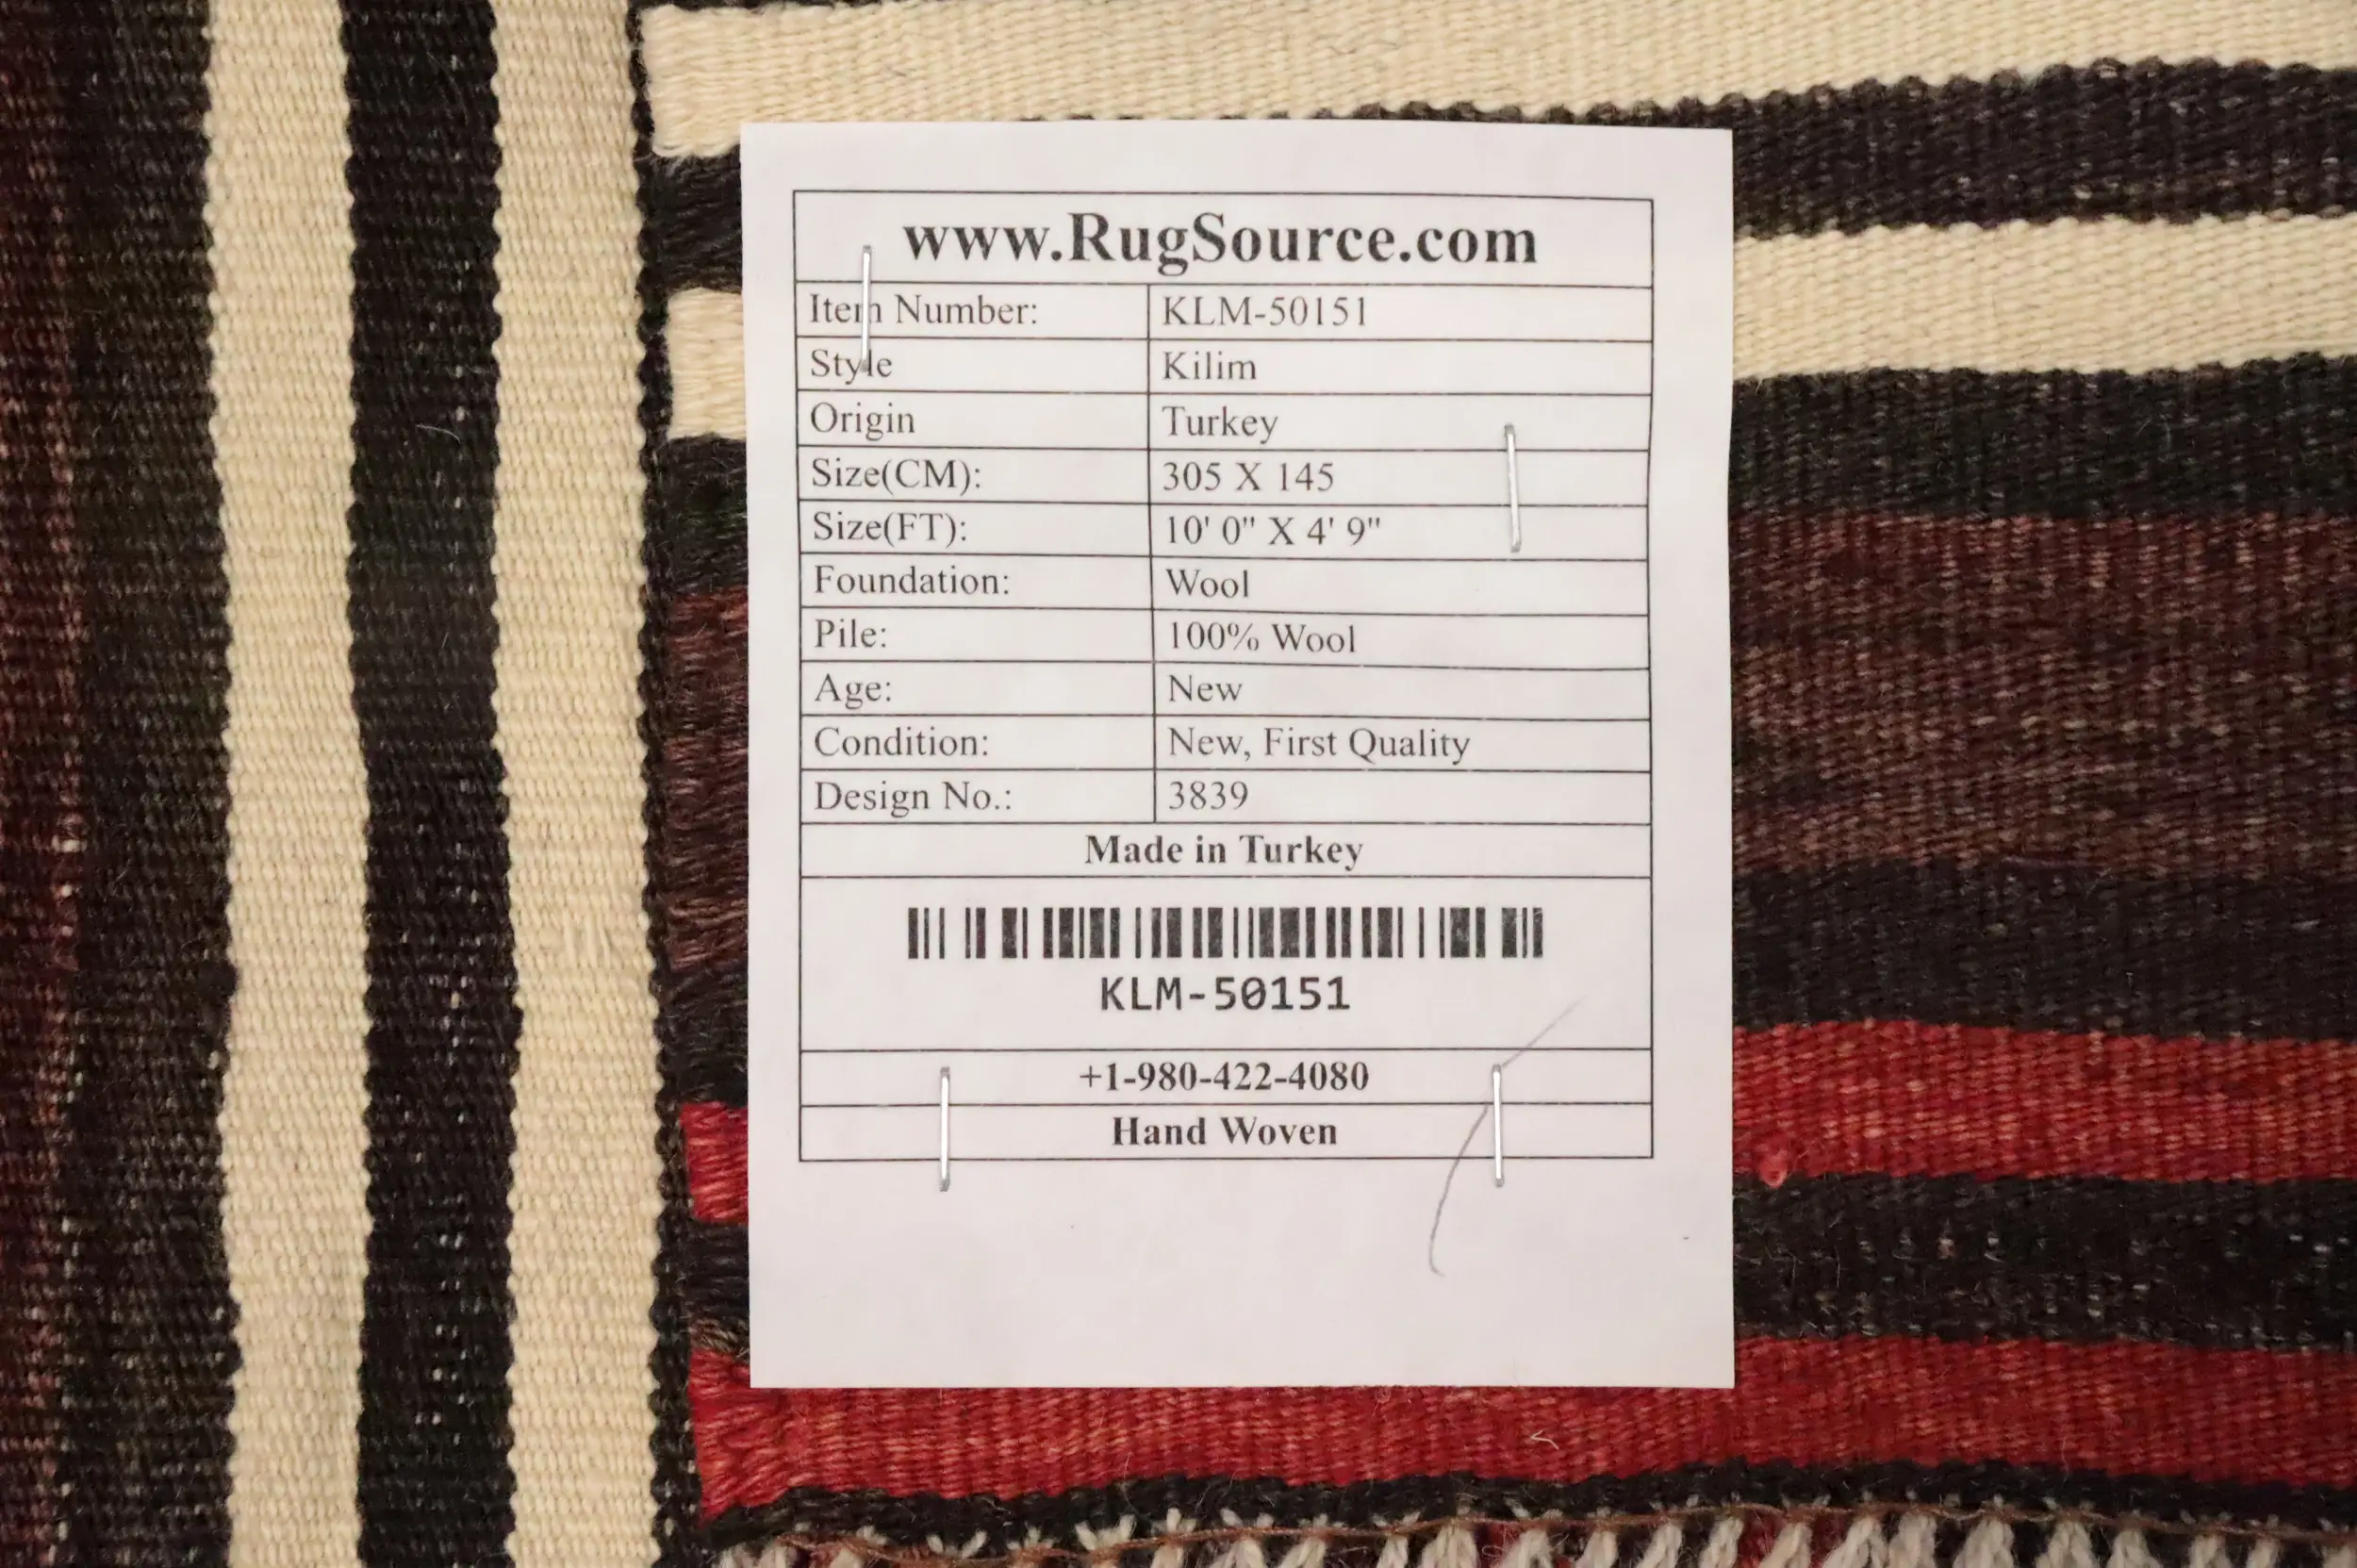 www.RugSource.com
Item Number: KLM-50151
Style Kilim
Origin Turkey
Size(CM): 305 X 145
Size(FT): 10' 0" X 4' 9"
Foundation: Wool
Pile: 100% Wool
Age: New
Condition: New, First Quality
Design No.: 3839
Made in Turkey
KLM-50151
+1-980-422-4080
Hand Woven